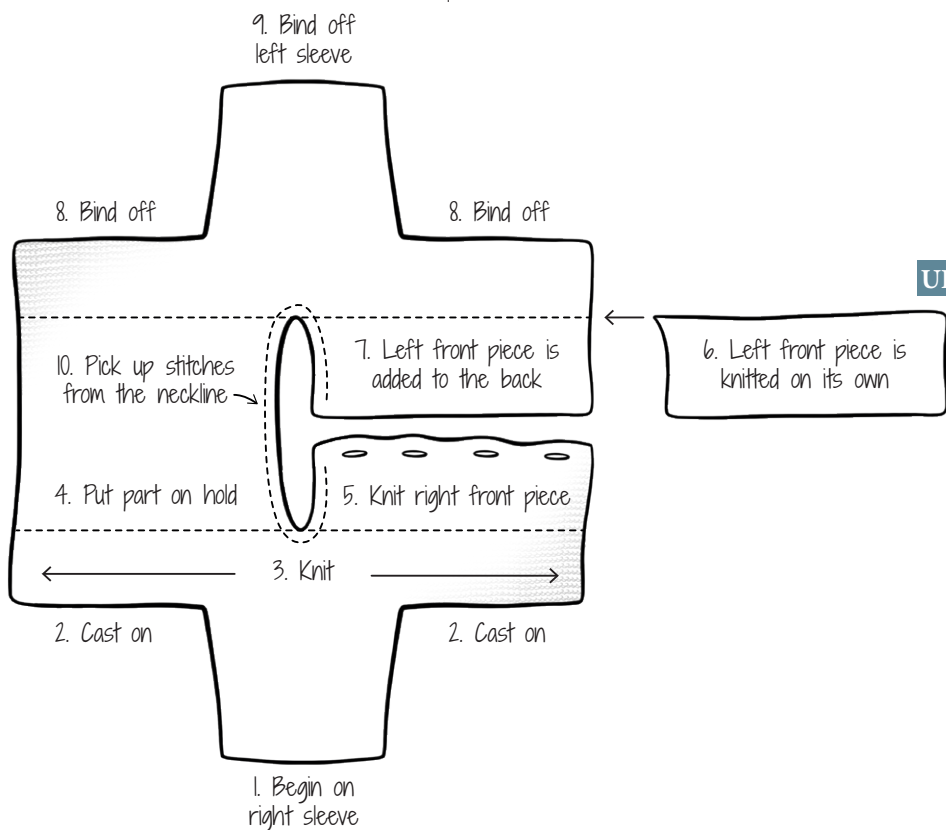 9. Bind off
left sleeve
8. Bind off
8. Bind off
10. Pick up stitches
from the neckline
7. Left front piece is
added to the back
6. Left front piece is
knitted on its own
4. Put part on hold
5. Knit right front piece
3. Knit
2. Cast on
2. Cast on
1. Begin on
right sleeve